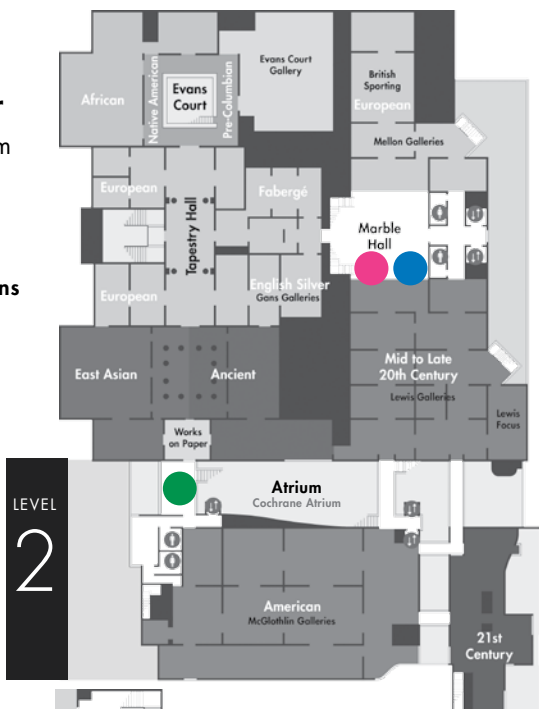 r
m
ns
Evans Court
Gallery
African
Native American
Evans
Court
Pre-Columbian
British
Sporting
European
Mellon Galleries
European
Tapestry Hall
Fabergé
Marble
Hall
European
English Silver
Gans Galleries
East Asian
Ancient
Mid to Late
20th Century
Lewis Galleries
Lewis
Focus
Works
on Paper
LEVEL
2
Atrium
Cochrane Atrium
American
McGlothlin Galleries
21st
Century